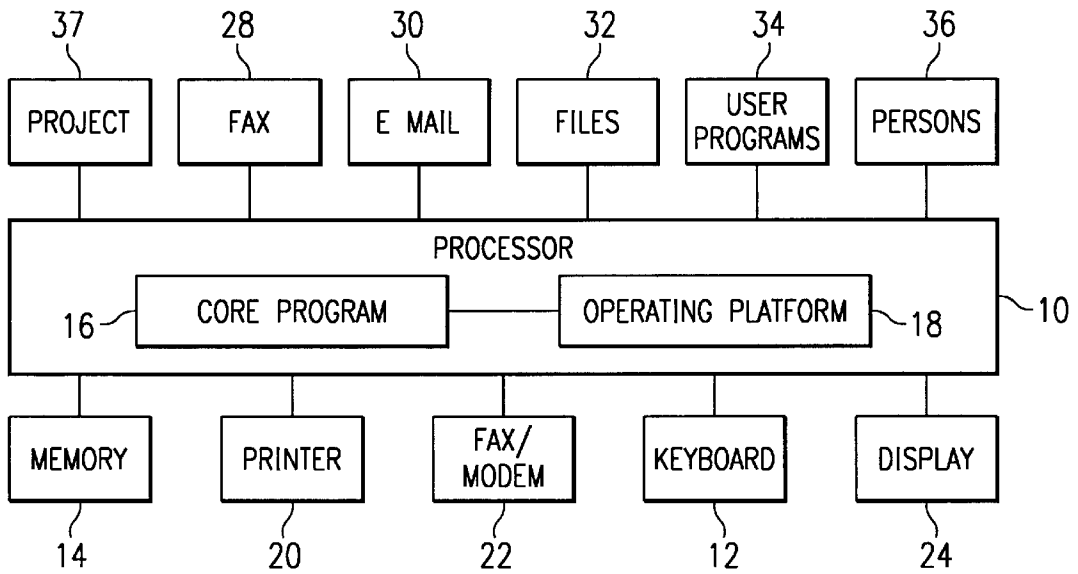 37 28 30 32 34 36
PROJECT FAX E MAIL FILES USER PROGRAMS PERSONS
PROCESSOR
16 CORE PROGRAM OPERATING PLATFORM 18 10
MEMORY PRINTER FAX/ MODEM KEYBOARD DISPLAY
14 20 22 12 24